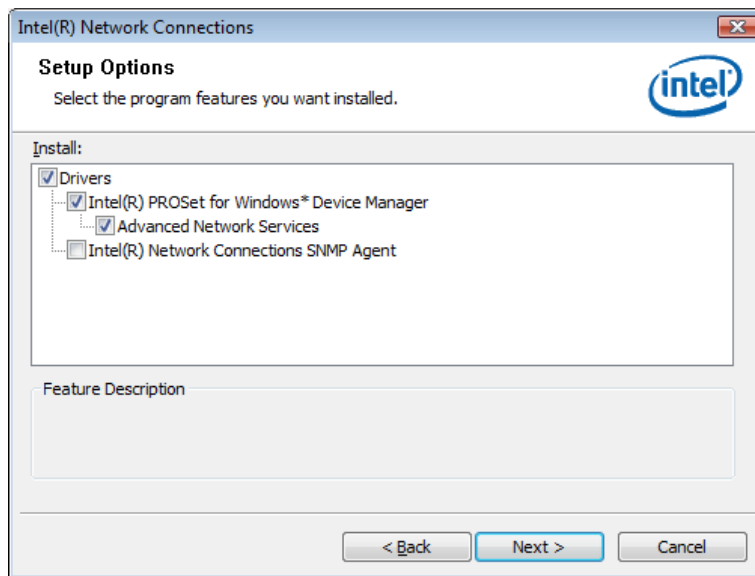 Intel(R) Network Connections
Setup Options
Select the program features you want installed.
intel
Install:
Drivers
Intel(R) PROSet for Windows* Device Manager
Advanced Network Services
Intel(R) Network Connections SNMP Agent
Feature Description
< Back Next > Cancel